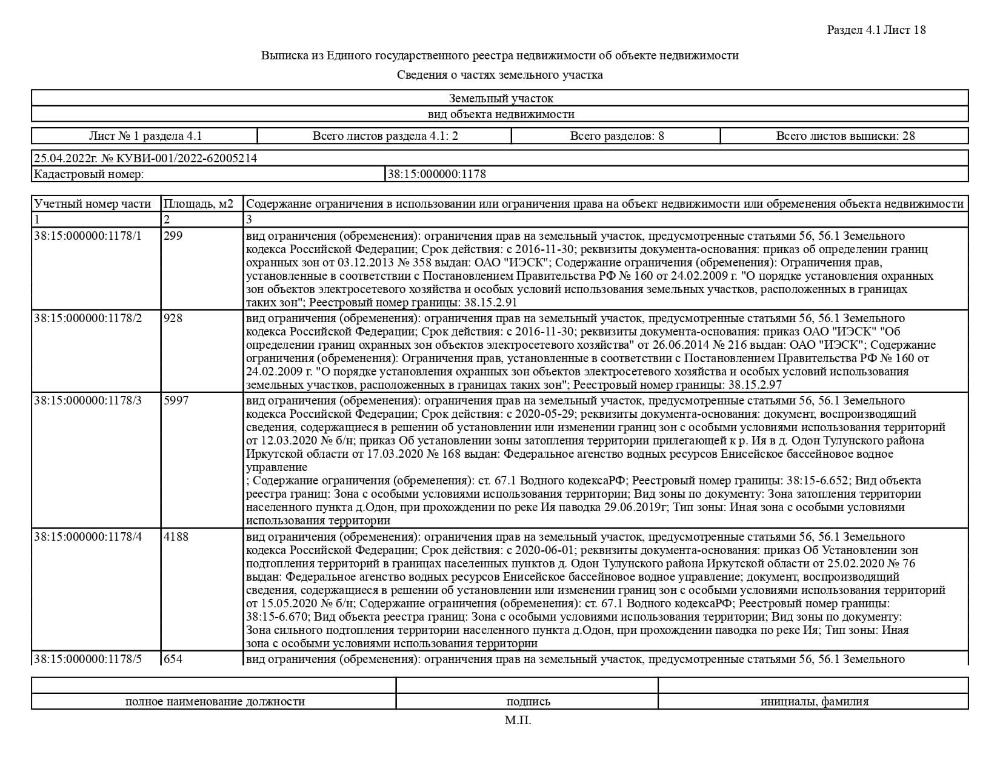 Раздел 4.1 Лист 18
Выписка из Единого государственного реестра недвижимости об объекте недвижимости
Сведения о частях земельного участка
Земельный участок
вид объекта недвижимости
Лист № 1 раздела 4.1 Всего листов раздела 4.1: 2 Всего разделов: 8 Всего листов выписки: 28
25.04.2022г. № КУВИ-001/2022-62005214
Кадастровый номер: 38:15:000000:1178
Учетный номер части Площадь, м2 Содержание ограничения в использовании или ограничения права на объект недвижимости или обременения объекта недвижимости
1 2 3
38:15:000000:1178/1 299 вид ограничения (обременения): ограничения прав на земельный участок, предусмотренные статьями 56, 56.1 Земельного
кодекса Российской Федерации; Срок действия: с 2016-11-30; реквизиты документа-основания: приказ об определении границ
охранных зон от 03.12.2013 № 358 выдан: ОАО "ИЭСК"; Содержание ограничения (обременения): Ограничения прав,
установленные в соответствии с Постановлением Правительства РФ № 160 от 24.02.2009 г. "О порядке установления охранных
зон объектов электросетевого хозяйства и особых условий использования земельных участков, расположенных в границах
таких зон"; Реестровый номер границы: 38.15.2.91
38:15:000000:1178/2 928 вид ограничения (обременения): ограничения прав на земельный участок, предусмотренные статьями 56, 56.1 Земельного
кодекса Российской Федерации; Срок действия: с 2016-11-30; реквизиты документа-основания: приказ ОАО "ИЭСК" "Об
определении границ охранных зон объектов электросетевого хозяйства" от 26.06.2014 № 216 выдан: ОАО "ИЭСК"; Содержание
ограничения (обременения): Ограничения прав, установленные в соответствии с Постановлением Правительства РФ № 160 от
24.02.2009 г. "О порядке установления охранных зон объектов электросетевого хозяйства и особых условий использования
земельных участков, расположенных в границах таких зон"; Реестровый номер границы: 38.15.2.97
38:15:000000:1178/3 5997 вид ограничения (обременения): ограничения прав на земельный участок, предусмотренные статьями 56, 56.1 Земельного
кодекса Российской Федерации; Срок действия: с 2020-05-29; реквизиты документа-основания: документ, воспроизводящий
сведения, содержащиеся в решении об установлении или изменении границ зон с особыми условиями использования территорий
от 12.03.2020 № б/н; приказ Об установлении зоны затопления территории прилегающей к р. Ия в д. Одон Тулунского района
Иркутской области от 17.03.2020 № 168 выдан: Федеральное агенство водных ресурсов Енисейское бассейновое водное
управление
; Содержание ограничения (обременения): ст. 67.1 Водного кодексаРФ; Реестровый номер границы: 38:15-6.652; Вид объекта
реестра границ: Зона с особыми условиями использования территории; Вид зоны по документу: Зона затопления территории
населенного пункта д.Одон, при прохождении по реке Ия паводка 29.06.2019г; Тип зоны: Иная зона с особыми условиями
использования территории
38:15:000000:1178/4 4188 вид ограничения (обременения): ограничения прав на земельный участок, предусмотренные статьями 56, 56.1 Земельного
кодекса Российской Федерации; Срок действия: с 2020-06-01; реквизиты документа-основания: приказ Об Установлении зон
подтопления территорий в границах населенных пунктов д. Одон Тулунского района Иркутской области от 25.02.2020 № 76
выдан: Федеральное агенство водных ресурсов Енисейское бассейновое водное управление; документ, воспроизводящий
сведения, содержащиеся в решении об установлении или изменении границ зон с особыми условиями использования территорий
от 15.05.2020 № б/н; Содержание ограничения (обременения): ст. 67.1 Водного кодексаРФ; Реестровый номер границы:
38:15-6.670; Вид объекта реестра границ: Зона с особыми условиями использования территории; Вид зоны по документу:
Зона сильного подтопления территории населенного пункта д.Одон, при прохождении паводка по реке Ия; Тип зоны: Иная
зона с особыми условиями использования территории
38:15:000000:1178/5 654 вид ограничения (обременения): ограничения прав на земельный участок, предусмотренные статьями 56, 56.1 Земельного
полное наименование должности подпись инициалы, фамилия
М.П.